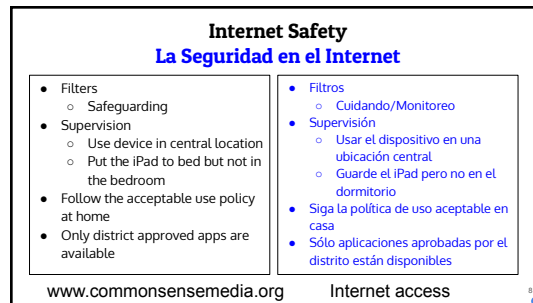 Internet Safety
La Seguridad en el Internet
● Filters
○ Safeguarding
● Supervision
○ Use device in central location
○ Put the iPad to bed but not in
the bedroom
● Follow the acceptable use policy
at home
● Only district approved apps are
available
● Filtros
○ Cuidando/Monitoreo
● Supervisión
○ Usar el dispositivo en una
ubicación central
○ Guarde el iPad pero no en el
dormitorio
● Siga la política de uso aceptable en
casa
● Sólo aplicaciones aprobadas por el
distrito están disponibles
www.commonsensemedia.org Internet access
8